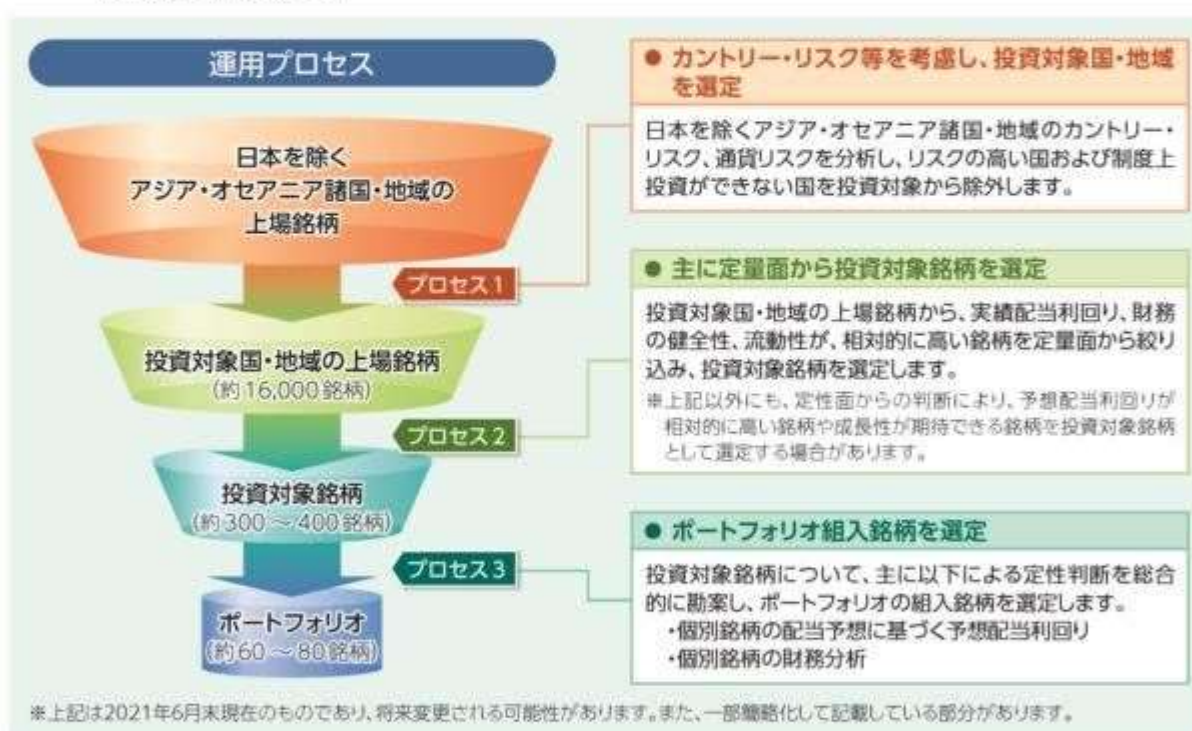 運用プロセス
日本を除く
アジア・オセアニア諸国・地域の
上場銘柄
プロセス1
投資対象国・地域の上場銘柄
(約16,000銘柄)
プロセス2
投資対象銘柄
(約300～400銘柄)
プロセス3
ポートフォリオ
(約60～80銘柄)
● カントリー・リスク等を考慮し、投資対象国・地域
を選定
日本を除くアジア・オセアニア諸国・地域のカントリー・
リスク、通貨リスクを分析し、リスクの高い国および制度上
投資ができない国を投資対象から除外します。
● 主に定量面から投資対象銘柄を選定
投資対象国・地域の上場銘柄から、実績配当利回り、財務
の健全性、流動性が、相対的に高い銘柄を定量面から絞り
込み、投資対象銘柄を選定します。
※上記以外にも、定性面からの判断により、予想配当利回りが
相対的に高い銘柄や成長性が期待できる銘柄を投資対象銘柄
として選定する場合があります。
● ポートフォリオ組入銘柄を選定
投資対象銘柄について、主に以下による定性判断を総合
的に勘案し、ポートフォリオの組入銘柄を選定します。
・個別銘柄の配当予想に基づく予想配当利回り
・個別銘柄の財務分析
※上記は2021年6月末現在のものであり、将来変更される可能性があります。また、一部簡略化して記載している部分があります。